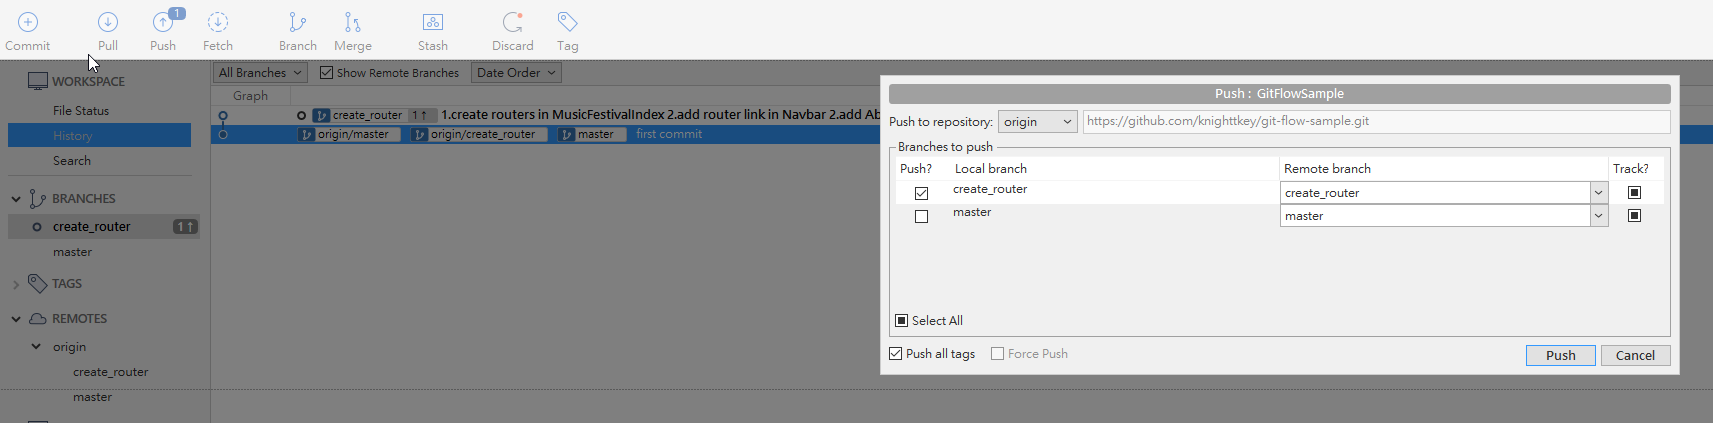 1
Commit Pull Push Fetch Branch Merge Stash Discard Tag
WORKSPACE
File Status
History
Search
BRANCHES
create_router 1↑
master
TAGS
REMOTES
origin
create_router
master
All Branches Show Remote Branches Date Order
Graph
create_router 1↑ 1.create routers in MusicFestivalIndex 2.add router link in Navbar 2.add Ab
origin/master origin/create_router master first commit
Push : GitFlowSample
Push to repository: origin https://github.com/knighttkey/git-flow-sample.git
Branches to push
Push? Local branch Remote branch Track?
create_router create_router
master master
Select All
Push all tags Force Push
Push Cancel